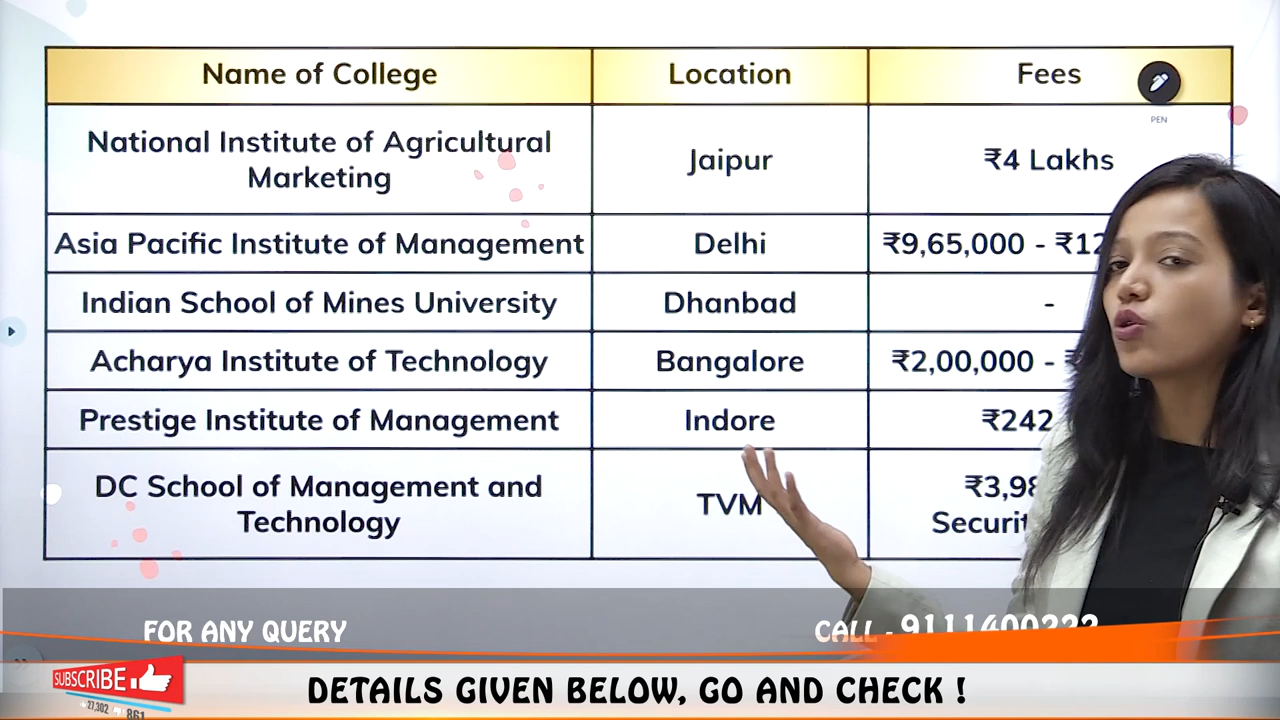 Name of College Location Fees
PEN
National Institute of Agricultural
Marketing
Jaipur ₹4 Lakhs
Asia Pacific Institute of Management Delhi ₹9,65,000 - ₹12
Indian School of Mines University Dhanbad -
Acharya Institute of Technology Bangalore ₹2,00,000 -
Prestige Institute of Management Indore ₹242
DC School of Management and
Technology
TVM
₹3,98
FOR ANY QUERY CALL - 9111400222
SUBSCRIBE
27,302 861
DETAILS GIVEN BELOW, GO AND CHECK !